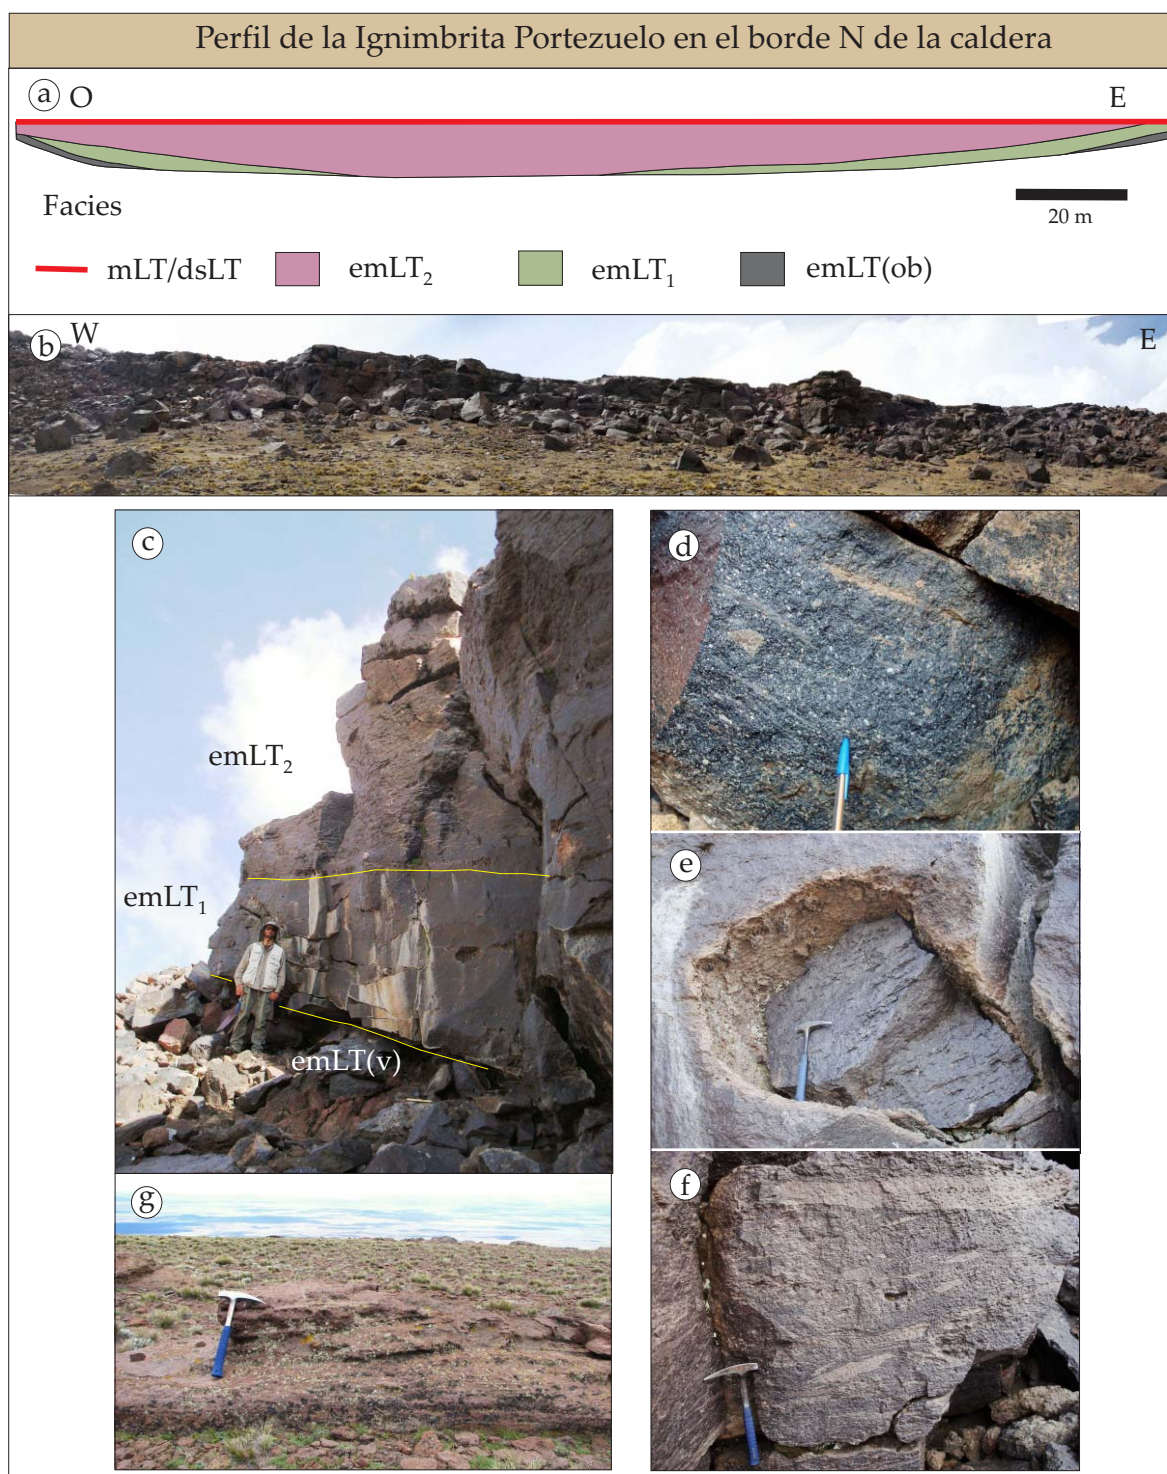 Perfil de la Ignimbrita Portezuelo en el borde N de la caldera
a O E
20 m
Facies
mLT/dsLT emLT₂ emLT₁ emLT(ob)
b W E
c
emLT₂
emLT₁
emLT(v)
d
e
f
g